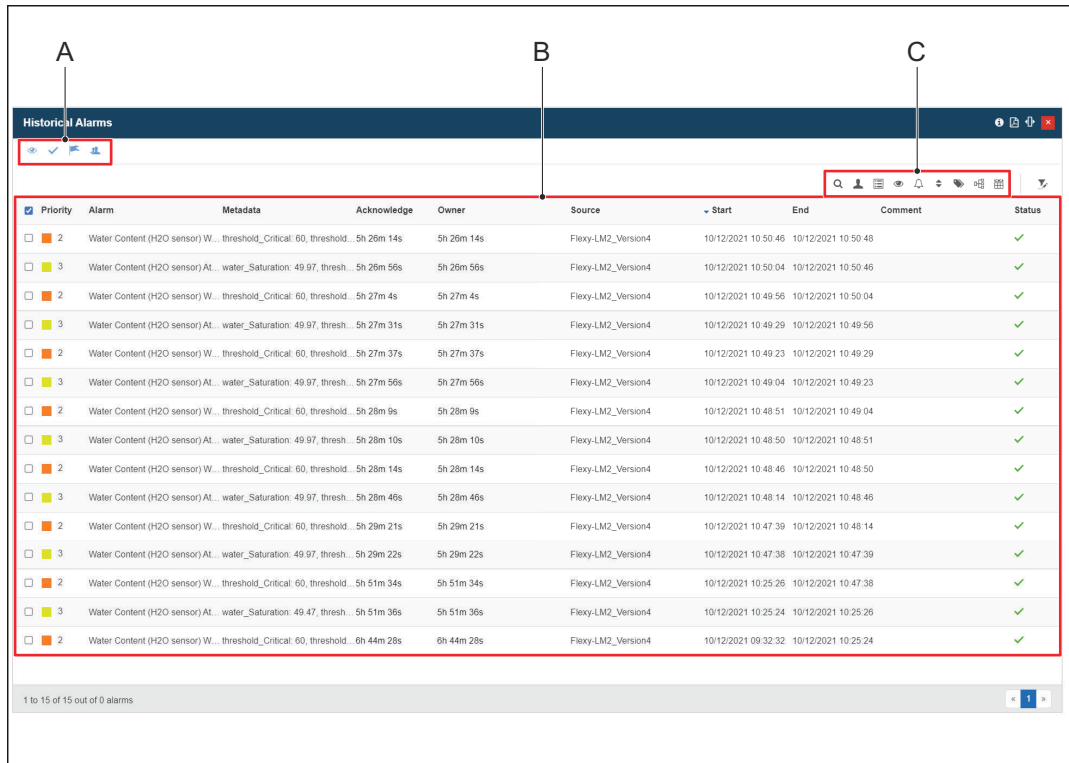 A B C
Historical Alarms
Priority Alarm Metadata Acknowledge Owner Source Start End Comment Status
2 Water Content (H2O sensor) W... threshold_Critical: 60, threshold... 5h 26m 14s 5h 26m 14s Flexy-LM2_Version4 10/12/2021 10:50:46 10/12/2021 10:50:48
3 Water Content (H2O sensor) At... water_Saturation: 49.97, thresh... 5h 26m 56s 5h 26m 56s Flexy-LM2_Version4 10/12/2021 10:50:04 10/12/2021 10:50:46
2 Water Content (H2O sensor) W... threshold_Critical: 60, threshold... 5h 27m 4s 5h 27m 4s Flexy-LM2_Version4 10/12/2021 10:49:56 10/12/2021 10:50:04
3 Water Content (H2O sensor) At... water_Saturation: 49.97, thresh... 5h 27m 31s 5h 27m 31s Flexy-LM2_Version4 10/12/2021 10:49:29 10/12/2021 10:49:56
2 Water Content (H2O sensor) W... threshold_Critical: 60, threshold... 5h 27m 37s 5h 27m 37s Flexy-LM2_Version4 10/12/2021 10:49:23 10/12/2021 10:49:29
3 Water Content (H2O sensor) At... water_Saturation: 49.97, thresh... 5h 27m 56s 5h 27m 56s Flexy-LM2_Version4 10/12/2021 10:49:04 10/12/2021 10:49:23
2 Water Content (H2O sensor) W... threshold_Critical: 60, threshold... 5h 28m 9s 5h 28m 9s Flexy-LM2_Version4 10/12/2021 10:48:51 10/12/2021 10:49:04
3 Water Content (H2O sensor) At... water_Saturation: 49.97, thresh... 5h 28m 10s 5h 28m 10s Flexy-LM2_Version4 10/12/2021 10:48:50 10/12/2021 10:48:51
2 Water Content (H2O sensor) W... threshold_Critical: 60, threshold... 5h 28m 14s 5h 28m 14s Flexy-LM2_Version4 10/12/2021 10:48:46 10/12/2021 10:48:50
3 Water Content (H2O sensor) At... water_Saturation: 49.97, thresh... 5h 28m 46s 5h 28m 46s Flexy-LM2_Version4 10/12/2021 10:48:14 10/12/2021 10:48:46
2 Water Content (H2O sensor) W... threshold_Critical: 60, threshold... 5h 29m 21s 5h 29m 21s Flexy-LM2_Version4 10/12/2021 10:47:39 10/12/2021 10:48:14
3 Water Content (H2O sensor) At... water_Saturation: 49.97, thresh... 5h 29m 22s 5h 29m 22s Flexy-LM2_Version4 10/12/2021 10:47:38 10/12/2021 10:47:39
2 Water Content (H2O sensor) W... threshold_Critical: 60, threshold... 5h 51m 34s 5h 51m 34s Flexy-LM2_Version4 10/12/2021 10:25:26 10/12/2021 10:47:38
3 Water Content (H2O sensor) At... water_Saturation: 49.47, thresh... 5h 51m 36s 5h 51m 36s Flexy-LM2_Version4 10/12/2021 10:25:24 10/12/2021 10:25:26
2 Water Content (H2O sensor) W... threshold_Critical: 60, threshold... 6h 44m 28s 6h 44m 28s Flexy-LM2_Version4 10/12/2021 09:32:32 10/12/2021 10:25:24
1 to 15 of 15 out of 0 alarms « 1 »